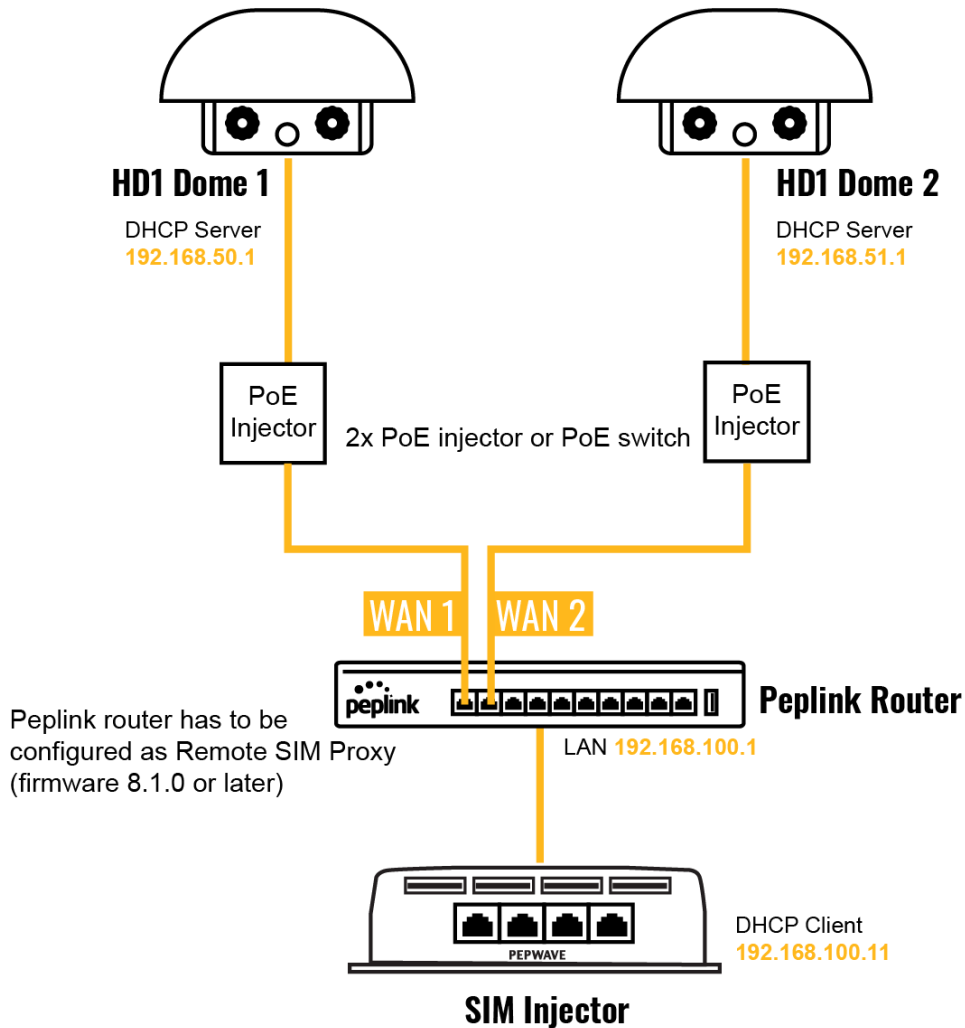 HD1 Dome 1
DHCP Server
192.168.50.1
HD1 Dome 2
DHCP Server
192.168.51.1
PoE
Injector
2x PoE injector or PoE switch
PoE
Injector
WAN 1
WAN 2
peplink
Peplink Router
Peplink router has to be
configured as Remote SIM Proxy
(firmware 8.1.0 or later)
LAN 192.168.100.1
PEPWAVE
DHCP Client
192.168.100.11
SIM Injector